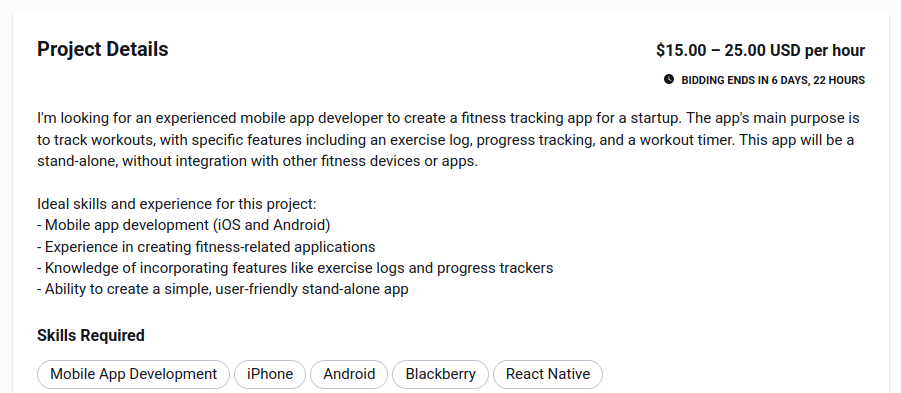 Project Details
$15.00 – 25.00 USD per hour
BIDDING ENDS IN 6 DAYS, 22 HOURS
I'm looking for an experienced mobile app developer to create a fitness tracking app for a startup. The app's main purpose is
to track workouts, with specific features including an exercise log, progress tracking, and a workout timer. This app will be a
stand-alone, without integration with other fitness devices or apps.
Ideal skills and experience for this project:
- Mobile app development (iOS and Android)
- Experience in creating fitness-related applications
- Knowledge of incorporating features like exercise logs and progress trackers
- Ability to create a simple, user-friendly stand-alone app
Skills Required
Mobile App Development iPhone Android Blackberry React Native